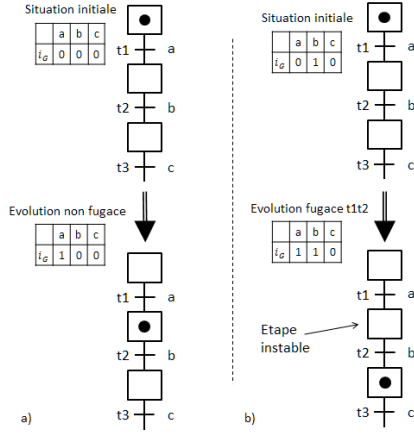 Situation initiale
a b c
i_G 0 0 0
t1 a
t2 b
t3 c
Evolution non fugace
a b c
i_G 1 0 0
t1 a
t2 b
t3 c
a)
Situation initiale
a b c
i_G 0 1 0
t1 a
t2 b
t3 c
Evolution fugace t1t2
a b c
i_G 1 1 0
t1 a
Etape
instable
t2 b
t3 c
b)